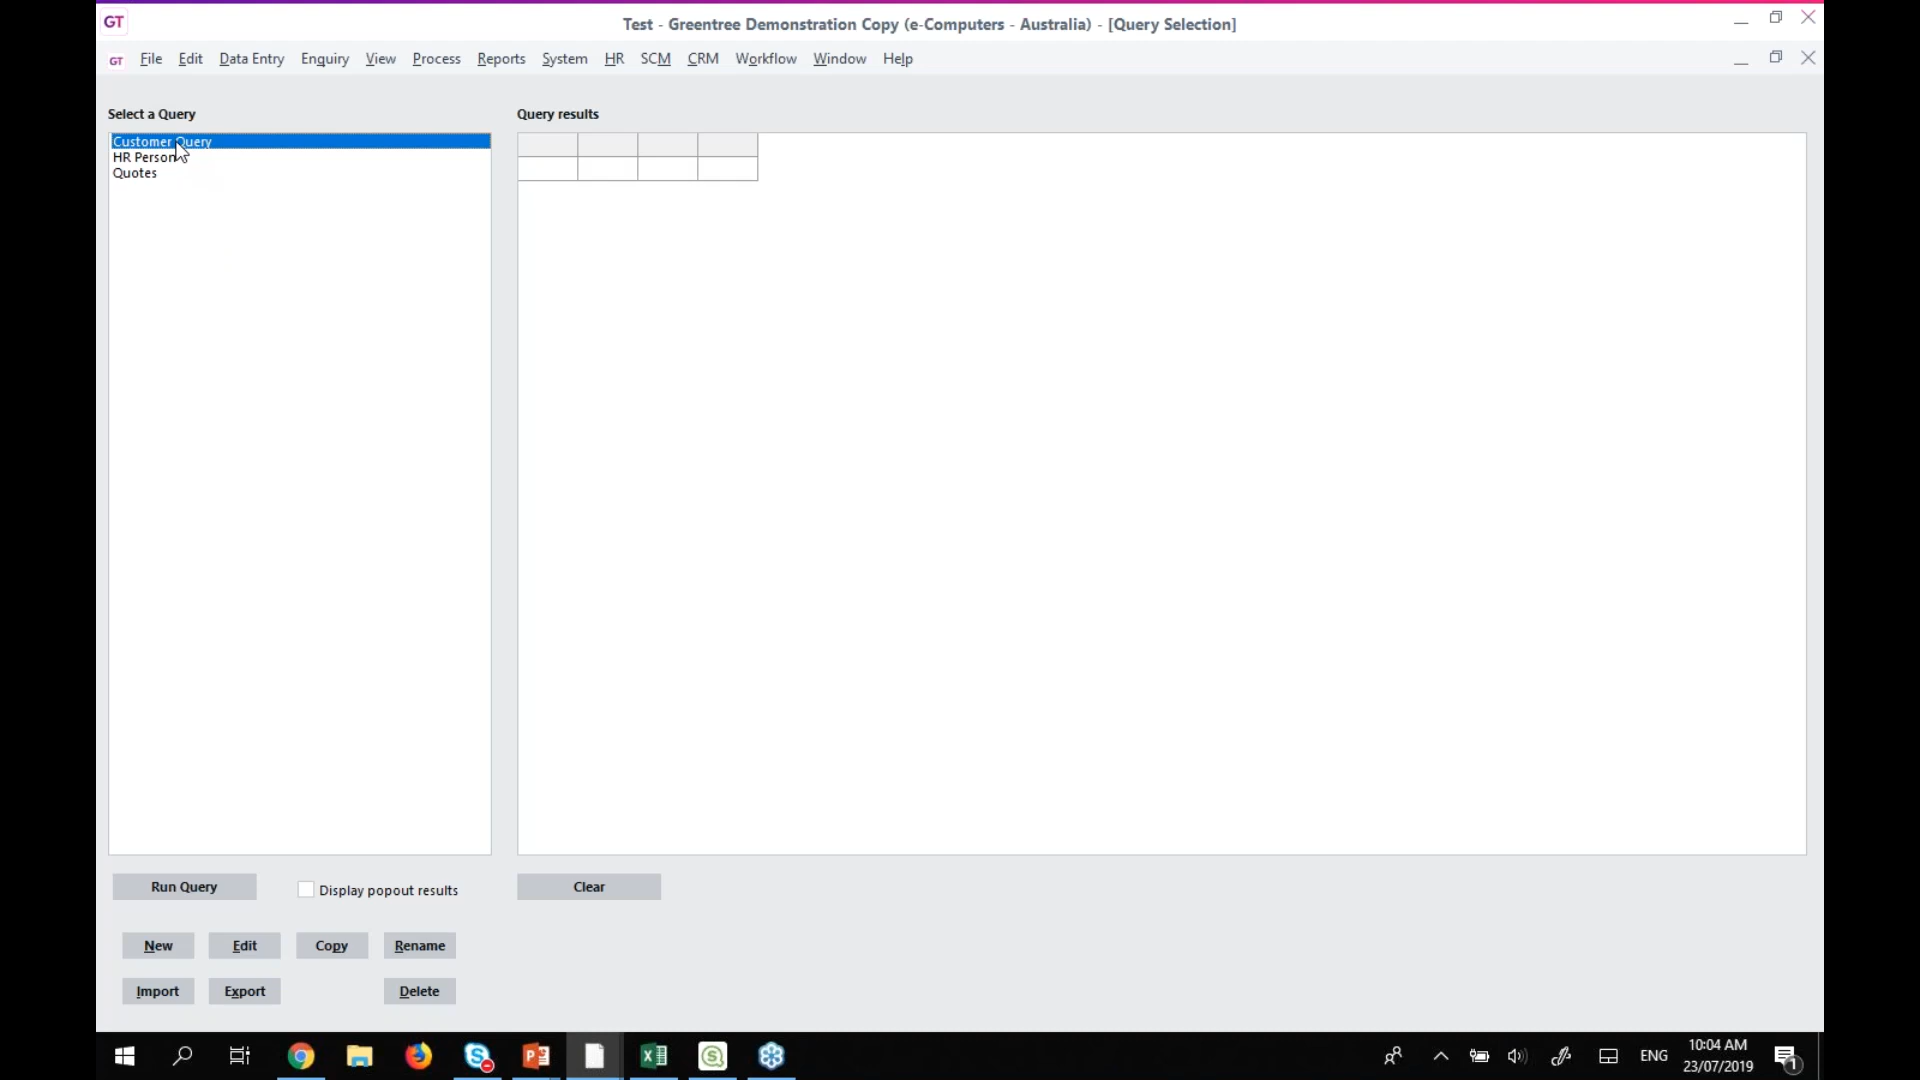 GT
Test - Greentree Demonstration Copy (e-Computers - Australia) - [Query Selection]
GT File Edit Data Entry Enquiry View Process Reports System HR SCM CRM Workflow Window Help
Select a Query
Query results
Customer Query
HR Person
Quotes
Run Query
Display popout results
Clear
New Edit Copy Rename
Import Export Delete
ENG
10:04 AM
23/07/2019
1